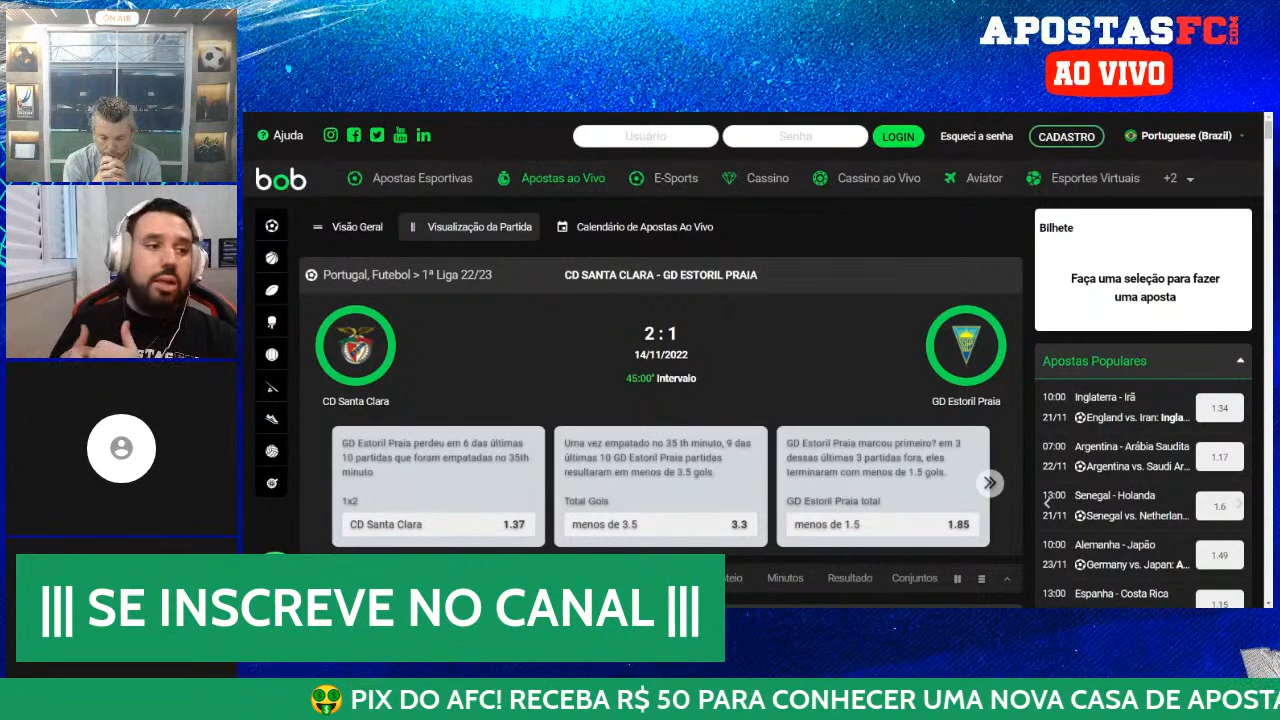 ON AIR
APOSTASFC.COM
AO VIVO
Ajuda
Usuário
Senha
LOGIN
Esqueci a senha
CADASTRO
Portuguese (Brazil)
bob
Apostas Esportivas
Apostas ao Vivo
E-Sports
Cassino
Cassino ao Vivo
Aviator
Esportes Virtuais
+2
Visão Geral
Visualização da Partida
Calendário de Apostas Ao Vivo
Portugal, Futebol > 1ª Liga 22/23
CD SANTA CLARA - GD ESTORIL PRAIA
2 : 1
14/11/2022
45:00" Intervalo
CD Santa Clara
GD Estoril Praia
GD Estoril Praia perdeu em 6 das últimas
10 partidas que foram empatadas no 35th
minuto
1x2
CD Santa Clara 1.37
Uma vez empatado no 35 th minuto, 9 das
últimas 10 GD Estoril Praia partidas
resultaram em menos de 3.5 gols.
Total Gols
menos de 3.5 3.3
GD Estoril Praia marcou primeiro? em 3
dessas últimas 3 partidas fora, eles
terminaram com menos de 1.5 gols.
GD Estoril Praia total
menos de 1.5 1.85
Minutos
Resultado
Conjuntos
Bilhete
Faça uma seleção para fazer
uma aposta
Apostas Populares
10:00 Inglaterra - Irã
21/11 England vs. Iran: Ingla... 1.34
07:00 Argentina - Arábia Saudita
22/11 Argentina vs. Saudi Ar... 1.17
13:00 Senegal - Holanda
21/11 Senegal vs. Netherlan... 1.6
10:00 Alemanha - Japão
23/11 Germany vs. Japan: A... 1.49
13:00 Espanha - Costa Rica
1.15
||| SE INSCREVE NO CANAL |||
PIX DO AFC! RECEBA R$ 50 PARA CONHECER UMA NOVA CASA DE APOSTA